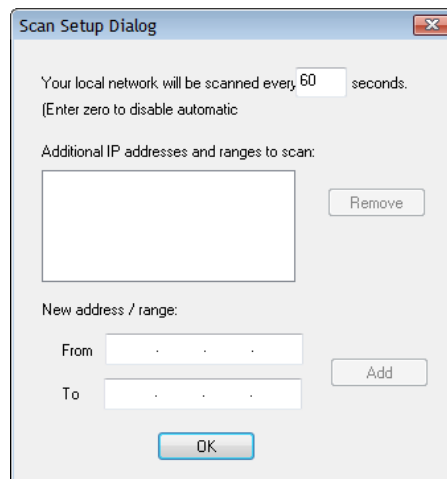 Scan Setup Dialog
Your local network will be scanned every 60 seconds.
(Enter zero to disable automatic
Additional IP addresses and ranges to scan:
Remove
New address / range:
From . . .
Add
To . . .
OK